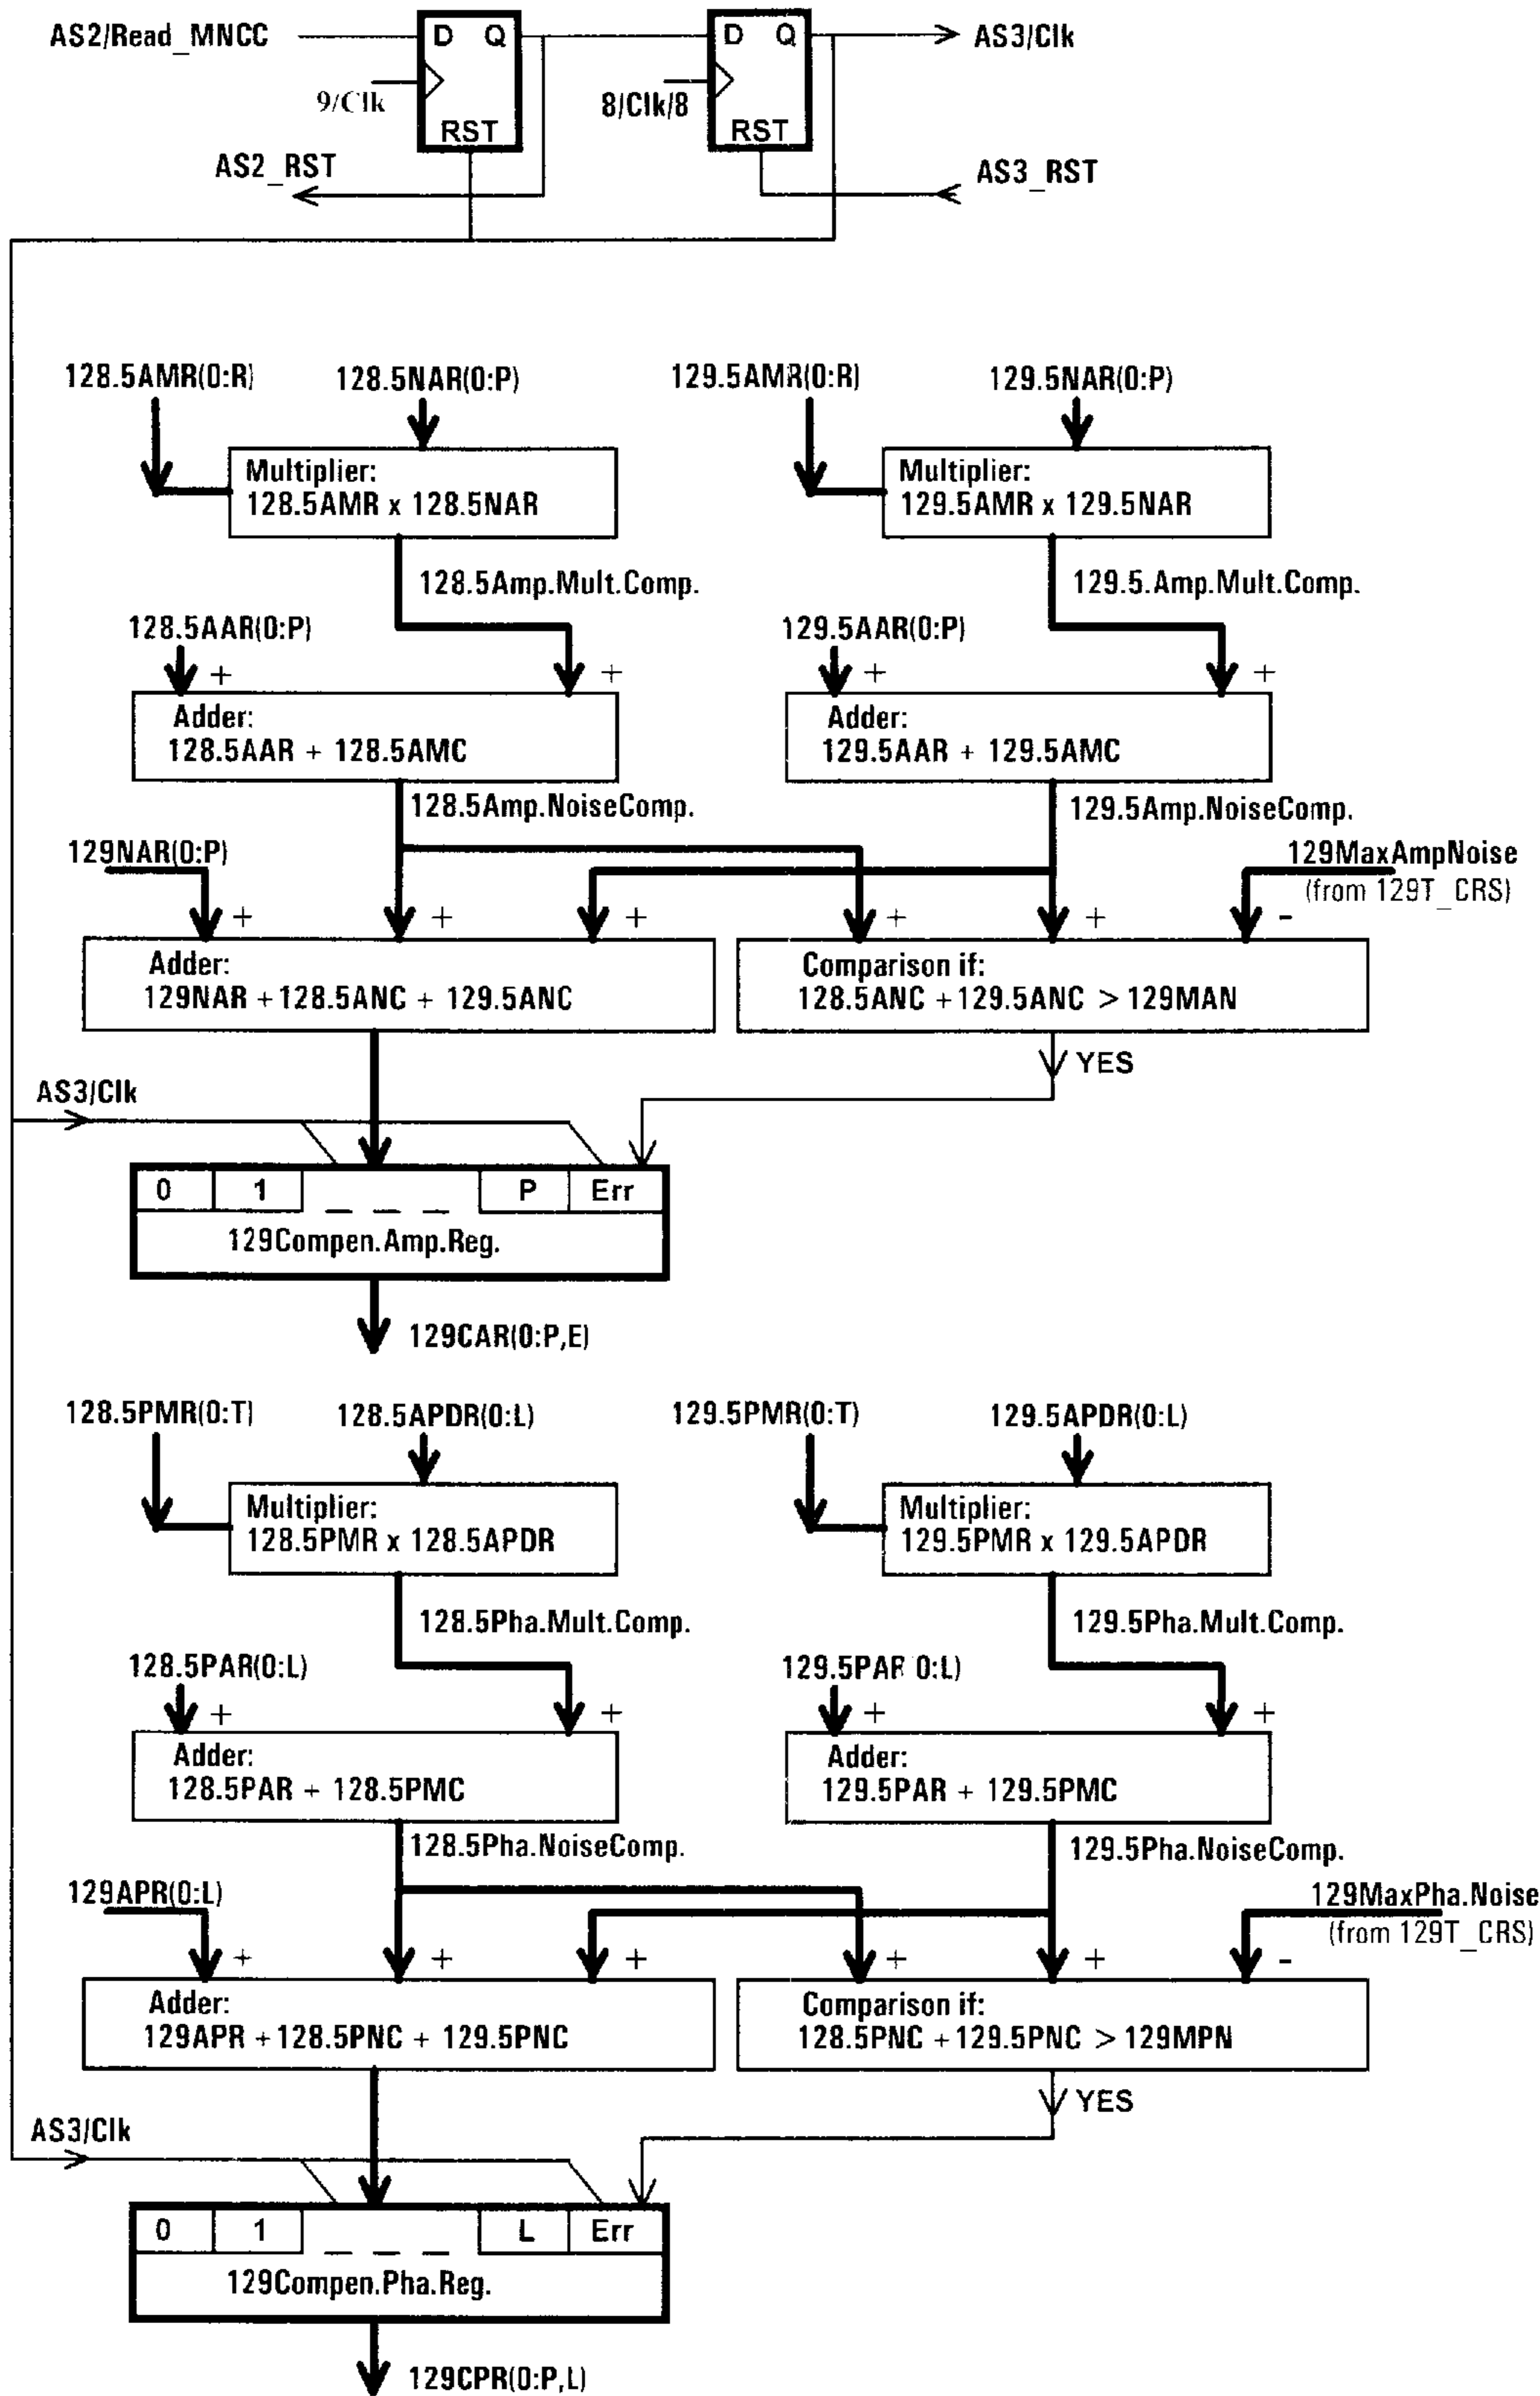 AS2/Read_MNCC
D Q
D Q
AS3/Clk
9/Clk
8/Clk/8
RST
RST
AS2_RST
AS3_RST
128.5AMR(0:R)
128.5NAR(0:P)
129.5AMR(0:R)
129.5NAR(0:P)
Multiplier:
128.5AMR x 128.5NAR
Multiplier:
129.5AMR x 129.5NAR
128.5Amp.Mult.Comp.
129.5.Amp.Mult.Comp.
128.5AAR(0:P)
129.5AAR(0:P)
+ +
+ +
Adder:
128.5AAR + 128.5AMC
Adder:
129.5AAR + 129.5AMC
128.5Amp.NoiseComp.
129.5Amp.NoiseComp.
129NAR(0:P)
129MaxAmpNoise
(from 129T_CRS)
+ + +
+ + -
Adder:
129NAR +128.5ANC + 129.5ANC
Comparison if:
128.5ANC +129.5ANC > 129MAN
YES
AS3/Clk
0 1 _ _ _ P Err
129Compen.Amp.Reg.
129CAR(0:P,E)
128.5PMR(0:T)
128.5APDR(0:L)
129.5PMR(0:T)
129.5APDR(0:L)
Multiplier:
128.5PMR x 128.5APDR
Multiplier:
129.5PMR x 129.5APDR
128.5Pha.Mult.Comp.
129.5Pha.Mult.Comp.
128.5PAR(0:L)
129.5PAR 0:L)
+ +
+ +
Adder:
128.5PAR + 128.5PMC
Adder:
129.5PAR + 129.5PMC
128.5Pha.NoiseComp.
129.5Pha.NoiseComp.
129APR(0:L)
129MaxPha.Noise
(from 129T_CRS)
+ + +
+ + -
Adder:
129APR +128.5PNC + 129.5PNC
Comparison if:
128.5PNC +129.5PNC > 129MPN
YES
AS3/Clk
0 1 _ _ _ L Err
129Compen.Pha.Reg.
129CPR(0:P,L)